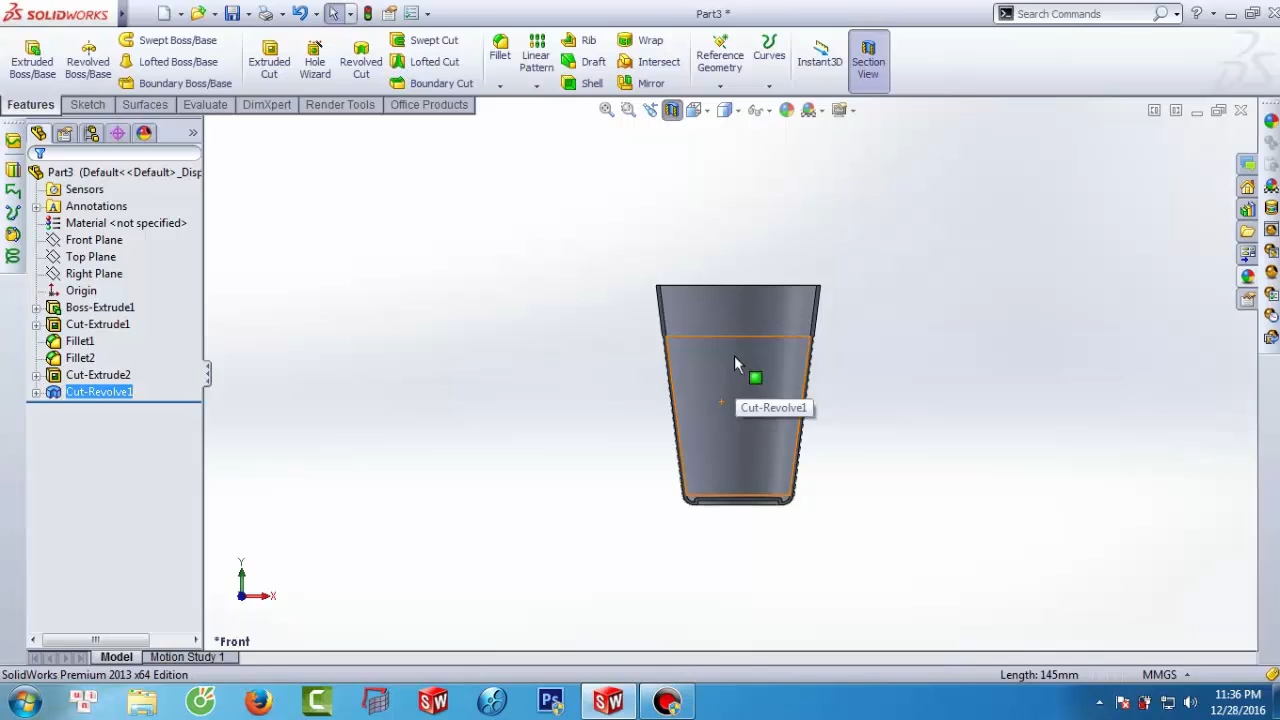 SOLIDWORKS
Part3 *
Search Commands
Extruded Boss/Base
Revolved Boss/Base
Swept Boss/Base
Lofted Boss/Base
Boundary Boss/Base
Extruded Cut
Hole Wizard
Revolved Cut
Swept Cut
Lofted Cut
Boundary Cut
Fillet
Linear Pattern
Rib
Draft
Shell
Wrap
Intersect
Mirror
Reference Geometry
Curves
Instant3D
Section View
Features
Sketch
Surfaces
Evaluate
DimXpert
Render Tools
Office Products
Part3 (Default<<Default>_Disp
Sensors
Annotations
Material <not specified>
Front Plane
Top Plane
Right Plane
Origin
Boss-Extrude1
Cut-Extrude1
Fillet1
Fillet2
Cut-Extrude2
Cut-Revolve1
Cut-Revolve1
Y
X
*Front
Model
Motion Study 1
SolidWorks Premium 2013 x64 Edition
Length: 145mm
MMGS
11:36 PM
12/28/2016